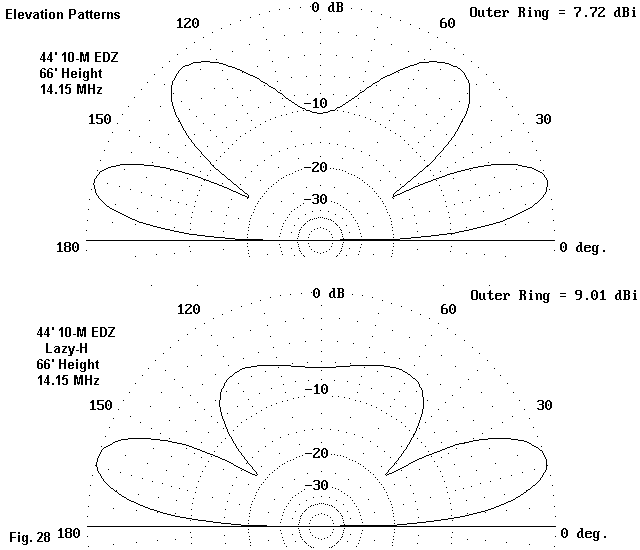 Elevation Patterns
0 dB
Outer Ring = 7.72 dBi
120
60
44' 10-M EDZ
66' Height
14.15 MHz
-10
150
30
-20
-30
180
0 deg.
0 dB
Outer Ring = 9.01 dBi
120
60
44' 10-M EDZ
Lazy-H
66' Height
14.15 MHz
-10
150
30
-20
-30
Fig. 28
180
0 deg.